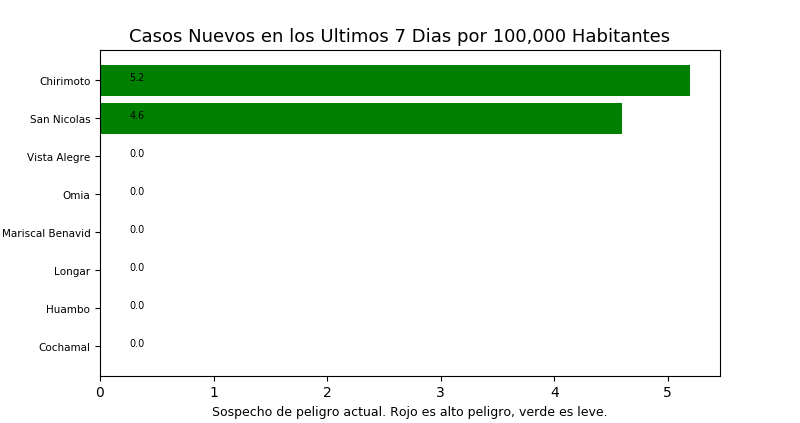 Casos Nuevos en los Ultimos 7 Dias por 100,000 Habitantes
Chirimoto 5.2
San Nicolas 4.6
Vista Alegre 0.0
Omia 0.0
Mariscal Benavid 0.0
Longar 0.0
Huambo 0.0
Cochamal 0.0
0 1 2 3 4 5
Sospecho de peligro actual. Rojo es alto peligro, verde es leve.